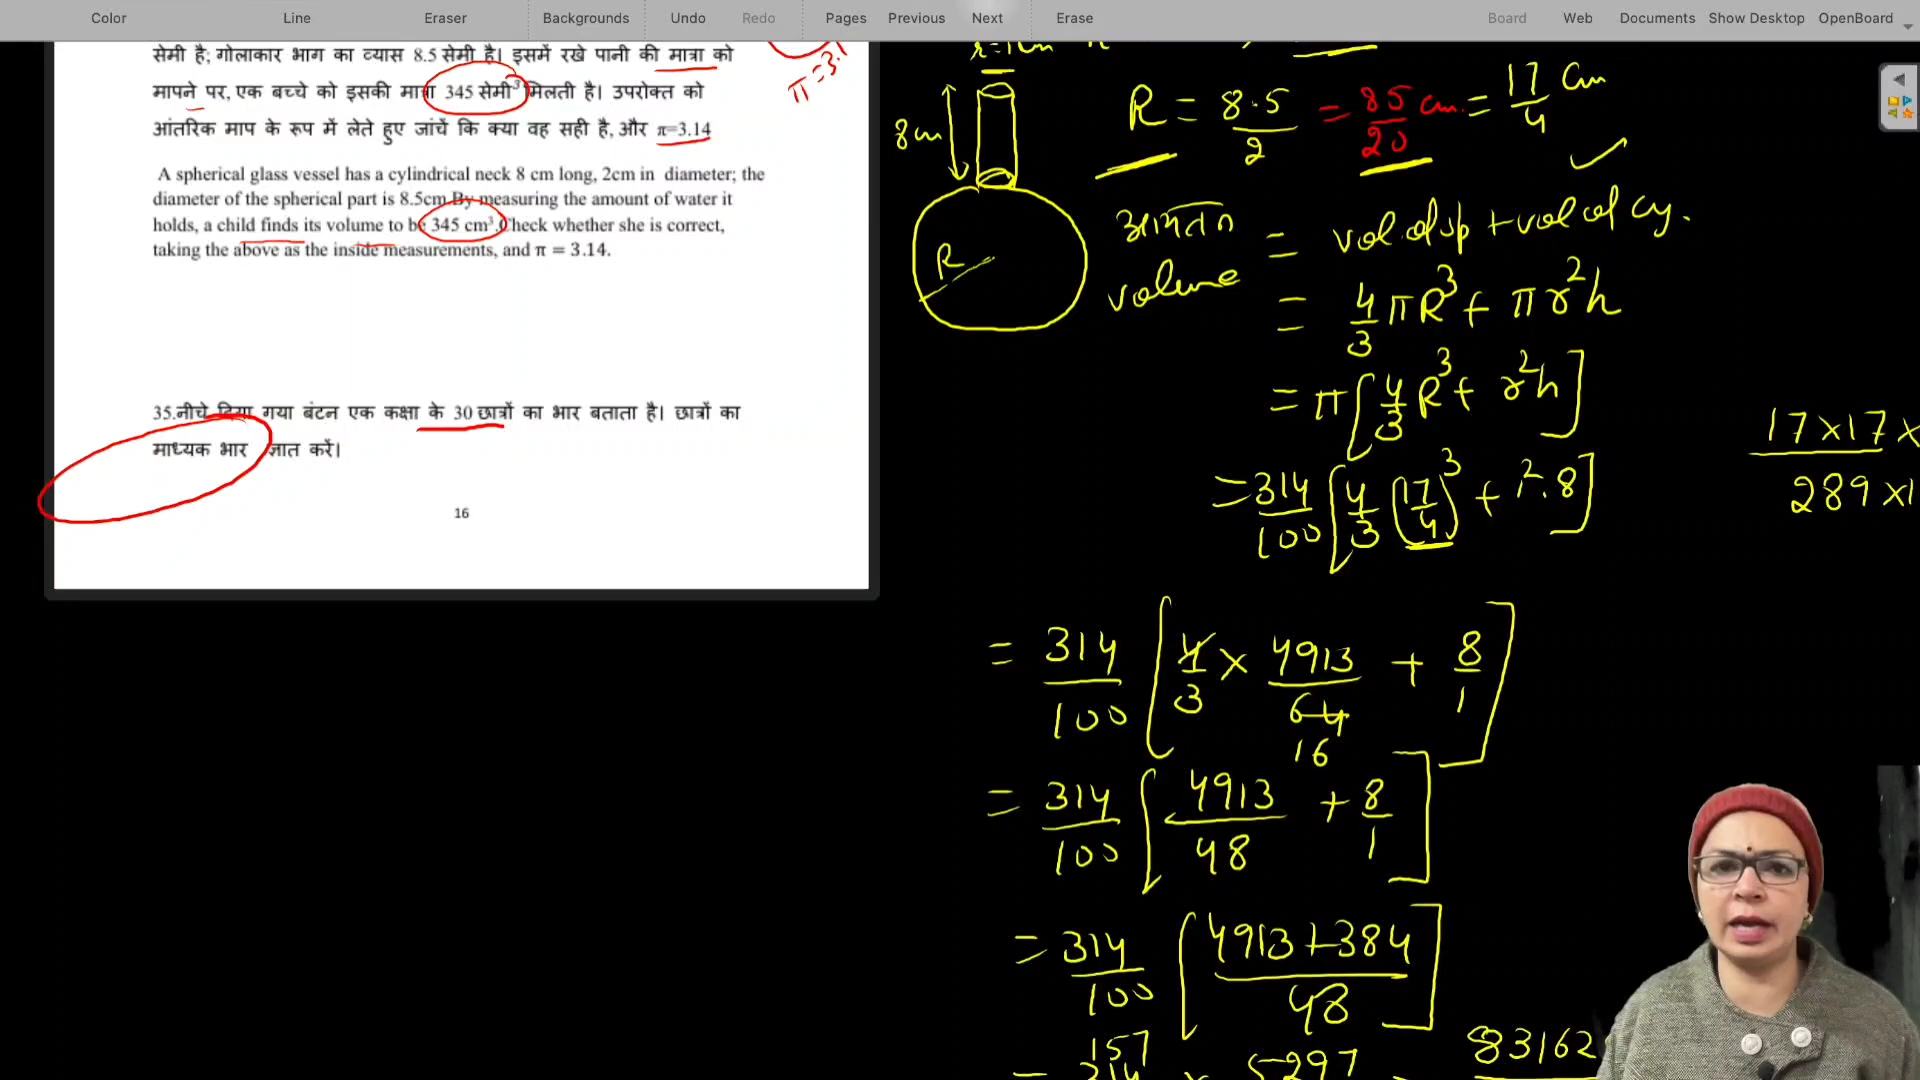 Color Line Eraser Backgrounds Undo Redo Pages Previous Next Erase Board Web Documents Show Desktop OpenBoard
सेमी है; गोलाकार भाग का व्यास 8.5 सेमी है। इसमें रखे पानी की मात्रा को
मापने पर, एक बच्चे को इसकी मात्रा 345 सेमी³ मिलती है। उपरोक्त को
आंतरिक माप के रूप में लेते हुए जांचें कि क्या वह सही है, और π=3.14
A spherical glass vessel has a cylindrical neck 8 cm long, 2cm in diameter; the
diameter of the spherical part is 8.5cm.By measuring the amount of water it
holds, a child finds its volume to be 345 cm³.Check whether she is correct,
taking the above as the inside measurements, and π = 3.14.
35.नीचे दिया गया बंटन एक कक्षा के 30 छात्रों का भार बताता है। छात्रों का
माध्यक भार ज्ञात करें।
16
π=3.1
r=1cm
8cm
R
R = 8.5/2 = 85/20 cm = 17/4 cm
आयतन
volume = vol.of sp + vol of cy.
= 4/3 πR³ + πr²h
= π[4/3 R³ + r²h]
= 314/100 [4/3 (17/4)³ + 1².8]
17×17×
289×1
= 314/100 [4/3 × 4913/64 + 8/1]
16
= 314/100 [4913/48 + 8/1]
= 314/100 [4913+384/48]
157
314 × 5297
83162